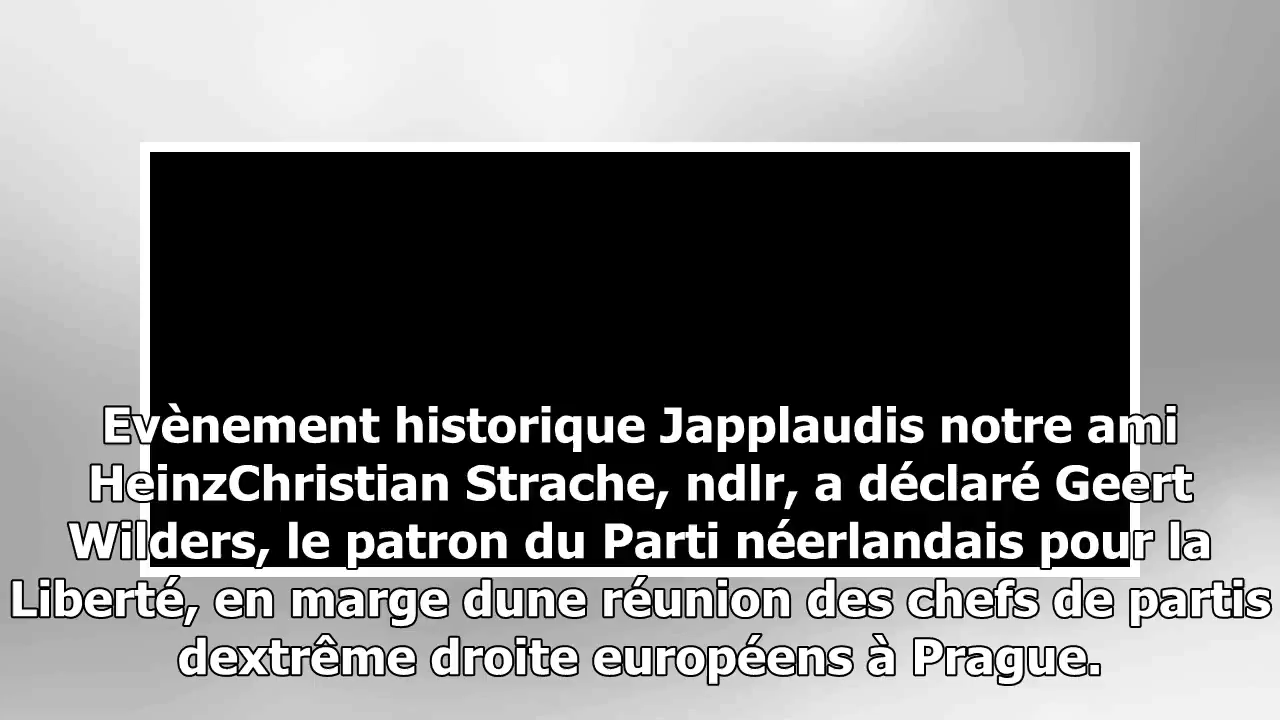 Evènement historique Japplaudis notre ami
HeinzChristian Strache, ndlr, a déclaré Geert
Wilders, le patron du Parti néerlandais pour la
Liberté, en marge dune réunion des chefs de partis
dextrême droite européens à Prague.